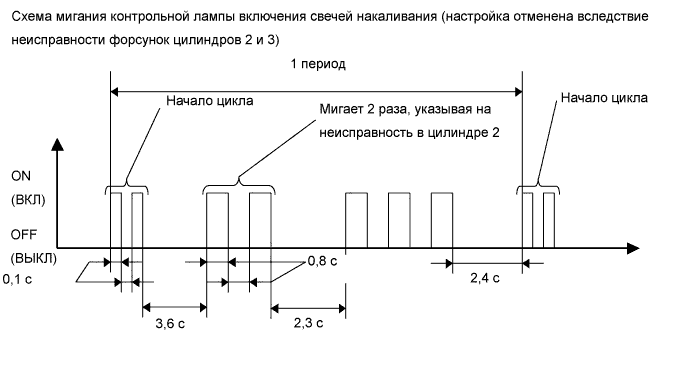 Схема мигания контрольной лампы включения свечей накаливания (настройка отменена вследствие
неисправности форсунок цилиндров 2 и 3)
1 период
Начало цикла
Мигает 2 раза, указывая на
неисправность в цилиндре 2
Начало цикла
ON
(ВКЛ)
OFF
(ВЫКЛ)
0,1 с
0,8 с
2,4 с
3,6 с
2,3 с